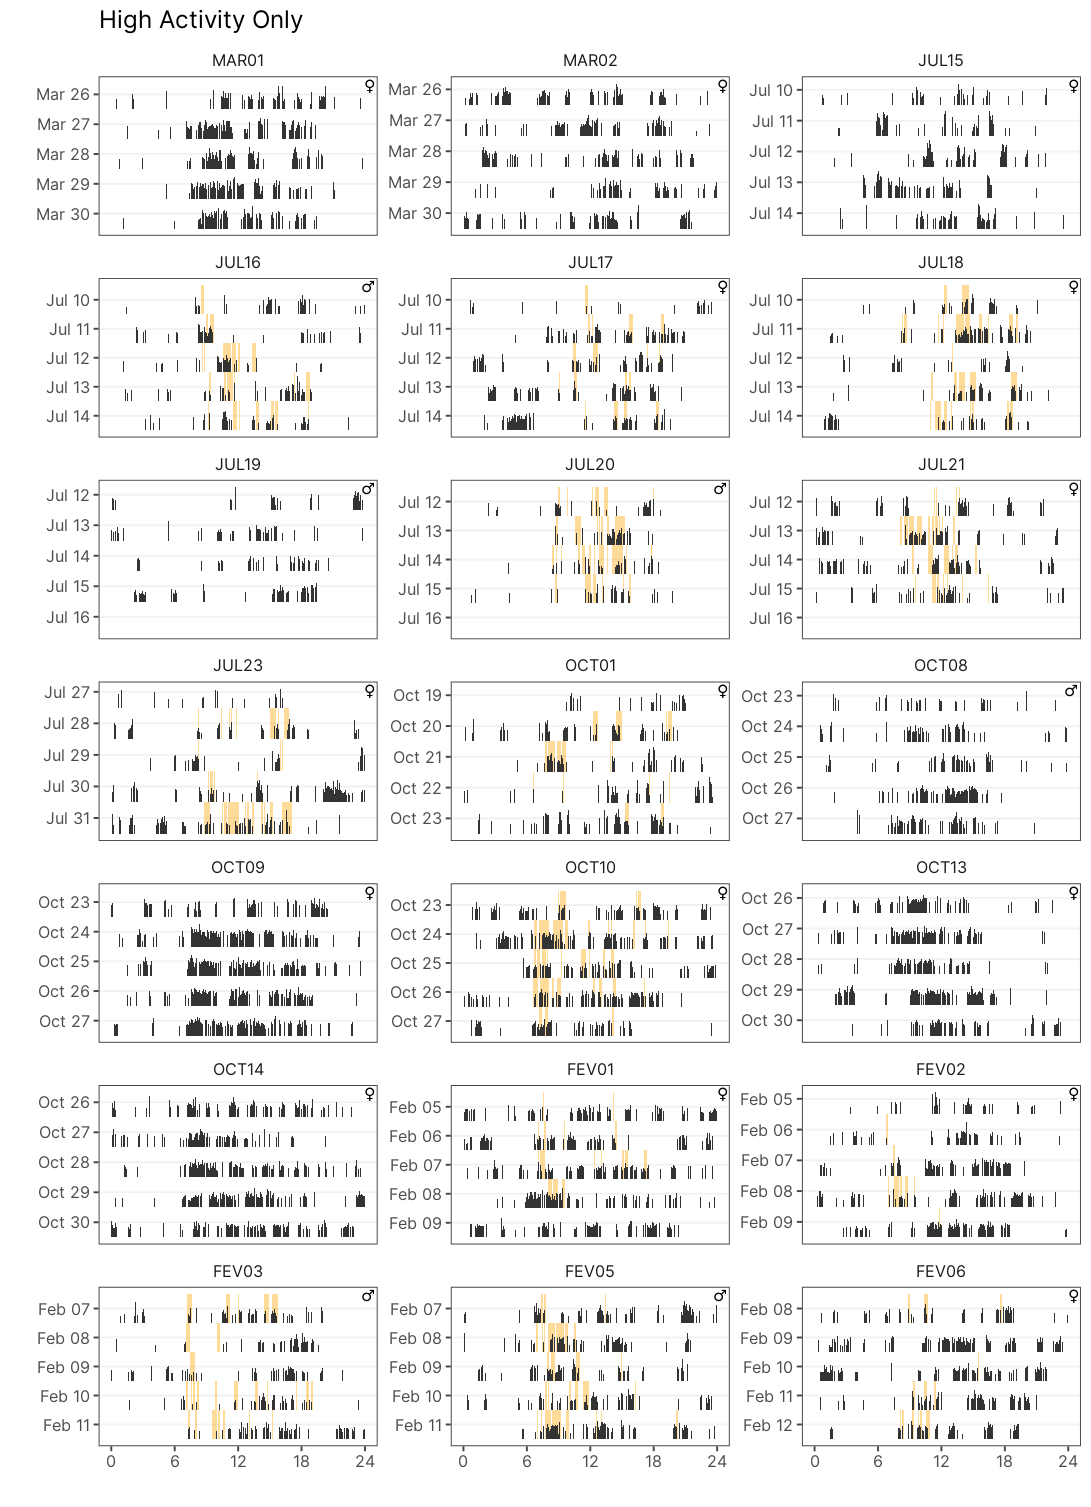 High Activity Only
MAR01 MAR02 JUL15
Mar 26 ♀ Mar 26 ♀ Jul 10 ♀
Mar 27 Mar 27 Jul 11
Mar 28 Mar 28 Jul 12
Mar 29 Mar 29 Jul 13
Mar 30 Mar 30 Jul 14
JUL16 JUL17 JUL18
Jul 10 ♂ Jul 10 ♀ Jul 10 ♀
Jul 11 Jul 11 Jul 11
Jul 12 Jul 12 Jul 12
Jul 13 Jul 13 Jul 13
Jul 14 Jul 14 Jul 14
JUL19 JUL20 JUL21
Jul 12 ♂ Jul 12 ♂ Jul 12 ♀
Jul 13 Jul 13 Jul 13
Jul 14 Jul 14 Jul 14
Jul 15 Jul 15 Jul 15
Jul 16 Jul 16 Jul 16
JUL23 OCT01 OCT08
Jul 27 ♀ Oct 19 ♀ Oct 23 ♂
Jul 28 Oct 20 Oct 24
Jul 29 Oct 21 Oct 25
Jul 30 Oct 22 Oct 26
Jul 31 Oct 23 Oct 27
OCT09 OCT10 OCT13
Oct 23 ♀ Oct 23 ♀ Oct 26 ♀
Oct 24 Oct 24 Oct 27
Oct 25 Oct 25 Oct 28
Oct 26 Oct 26 Oct 29
Oct 27 Oct 27 Oct 30
OCT14 FEV01 FEV02
Oct 26 ♀ Feb 05 ♀ Feb 05 ♀
Oct 27 Feb 06 Feb 06
Oct 28 Feb 07 Feb 07
Oct 29 Feb 08 Feb 08
Oct 30 Feb 09 Feb 09
FEV03 FEV05 FEV06
Feb 07 ♂ Feb 07 ♂ Feb 08 ♀
Feb 08 Feb 08 Feb 09
Feb 09 Feb 09 Feb 10
Feb 10 Feb 10 Feb 11
Feb 11 Feb 11 Feb 12
0 6 12 18 24 0 6 12 18 24 0 6 12 18 24